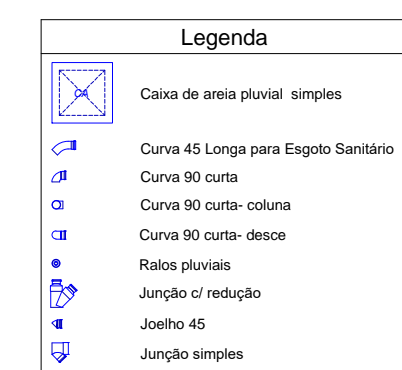 Legenda
CA
Caixa de areia pluvial simples
Curva 45 Longa para Esgoto Sanitário
Curva 90 curta
Curva 90 curta- coluna
Curva 90 curta- desce
Ralos pluviais
Junção c/ redução
Joelho 45
Junção simples